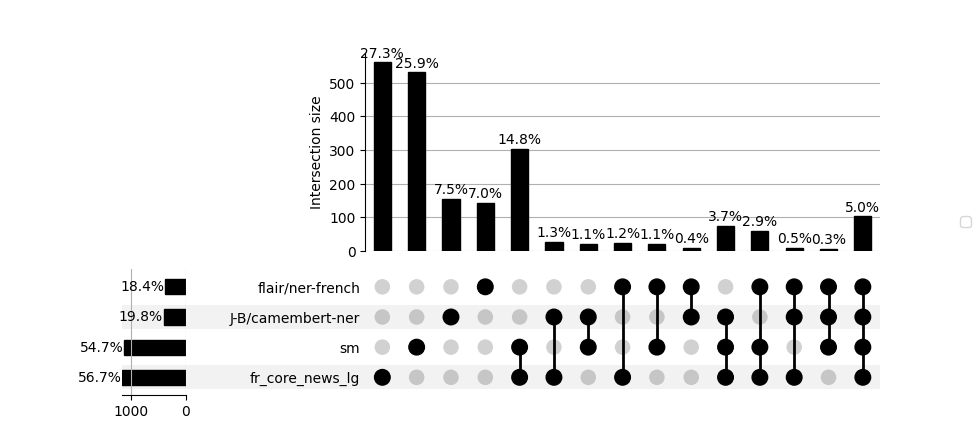 27.3%
25.9%
14.8%
7.5% 7.0%
1.3% 1.1% 1.2% 1.1% 0.4% 3.7% 2.9% 0.5% 0.3% 5.0%
Intersection size
500
400
300
200
100
0
18.4% flair/ner-french
19.8% J-B/camembert-ner
54.7% sm
56.7% fr_core_news_lg
1000 0